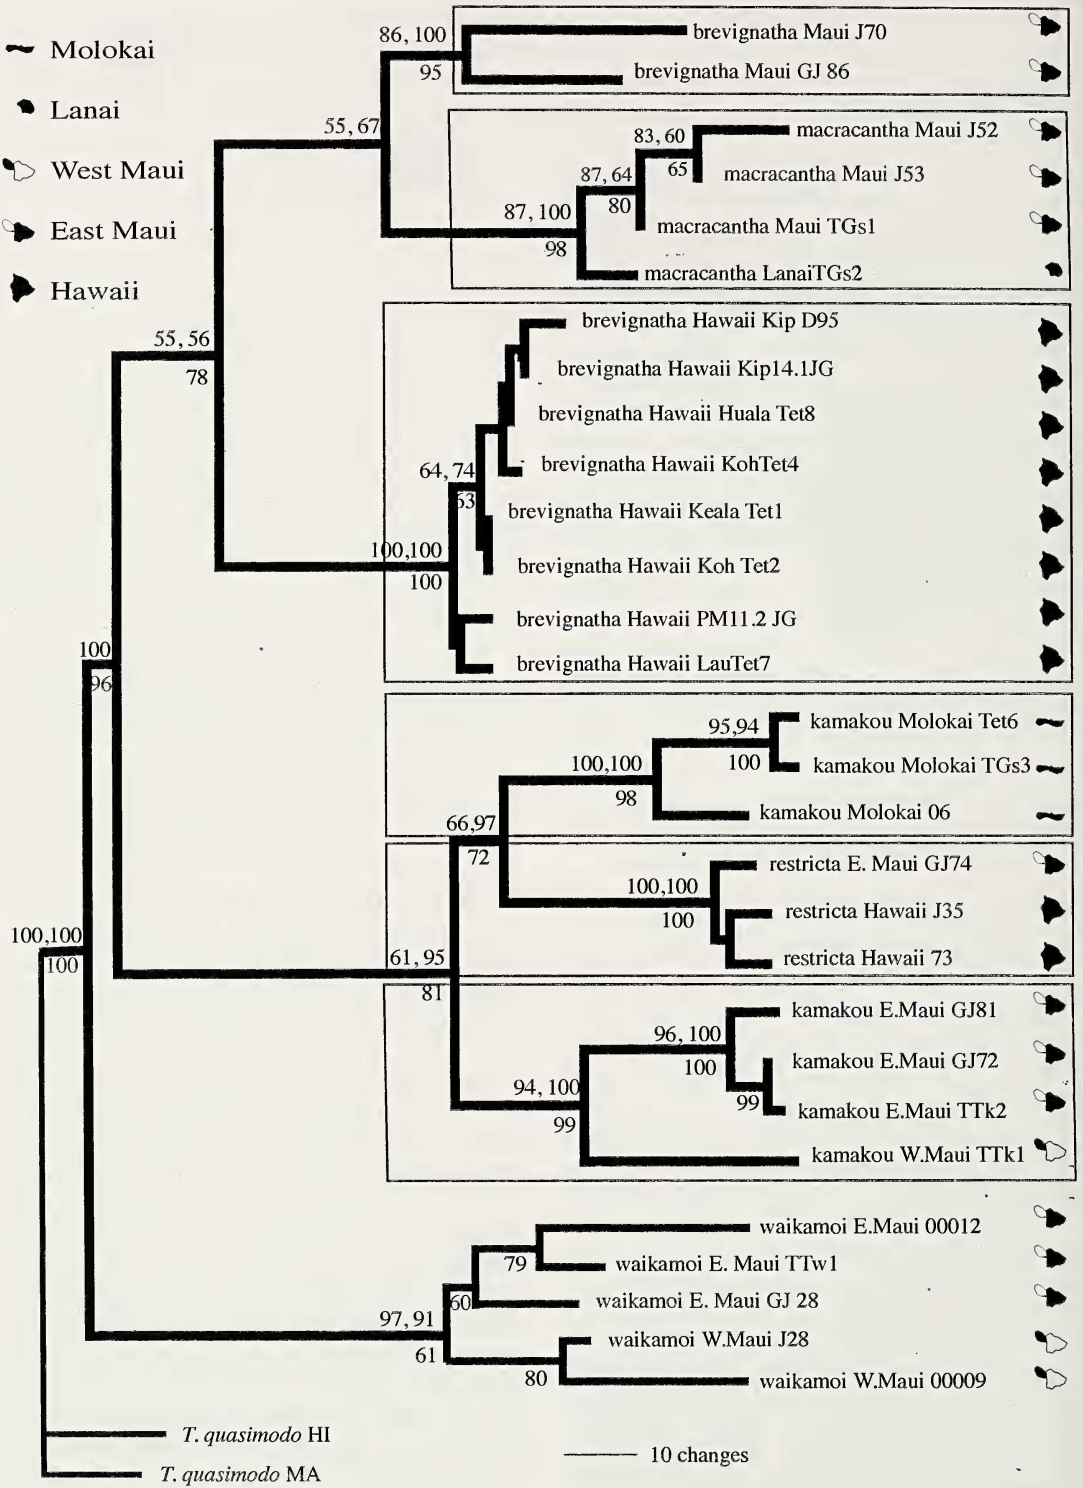 Molokai
Lanai
West Maui
East Maui
Hawaii
86, 100
95
brevignatha Maui J70
brevignatha Maui GJ 86
55, 67
83, 60
65
macracantha Maui J52
87, 64
80
macracantha Maui J53
87, 100
98
macracantha Maui TGs1
macracantha LanaiTGs2
55, 56
78
brevignatha Hawaii Kip D95
brevignatha Hawaii Kip14.1JG
brevignatha Hawaii Huala Tet8
64, 74
63
brevignatha Hawaii KohTet4
brevignatha Hawaii Keala Tet1
100,100
100
brevignatha Hawaii Koh Tet2
brevignatha Hawaii PM11.2 JG
brevignatha Hawaii LauTet7
100
96
95,94
100
kamakou Molokai Tet6
kamakou Molokai TGs3
100,100
98
kamakou Molokai 06
66,97
72
restricta E. Maui GJ74
100,100
100
restricta Hawaii J35
restricta Hawaii 73
100,100
100
61, 95
81
kamakou E.Maui GJ81
96, 100
100
kamakou E.Maui GJ72
94, 100
99
99
kamakou E.Maui TTk2
kamakou W.Maui TTk1
waikamoi E.Maui 00012
79
waikamoi E. Maui TTw1
60
waikamoi E. Maui GJ 28
97, 91
61
waikamoi W.Maui J28
80
waikamoi W.Maui 00009
T. quasimodo HI
10 changes
T. quasimodo MA